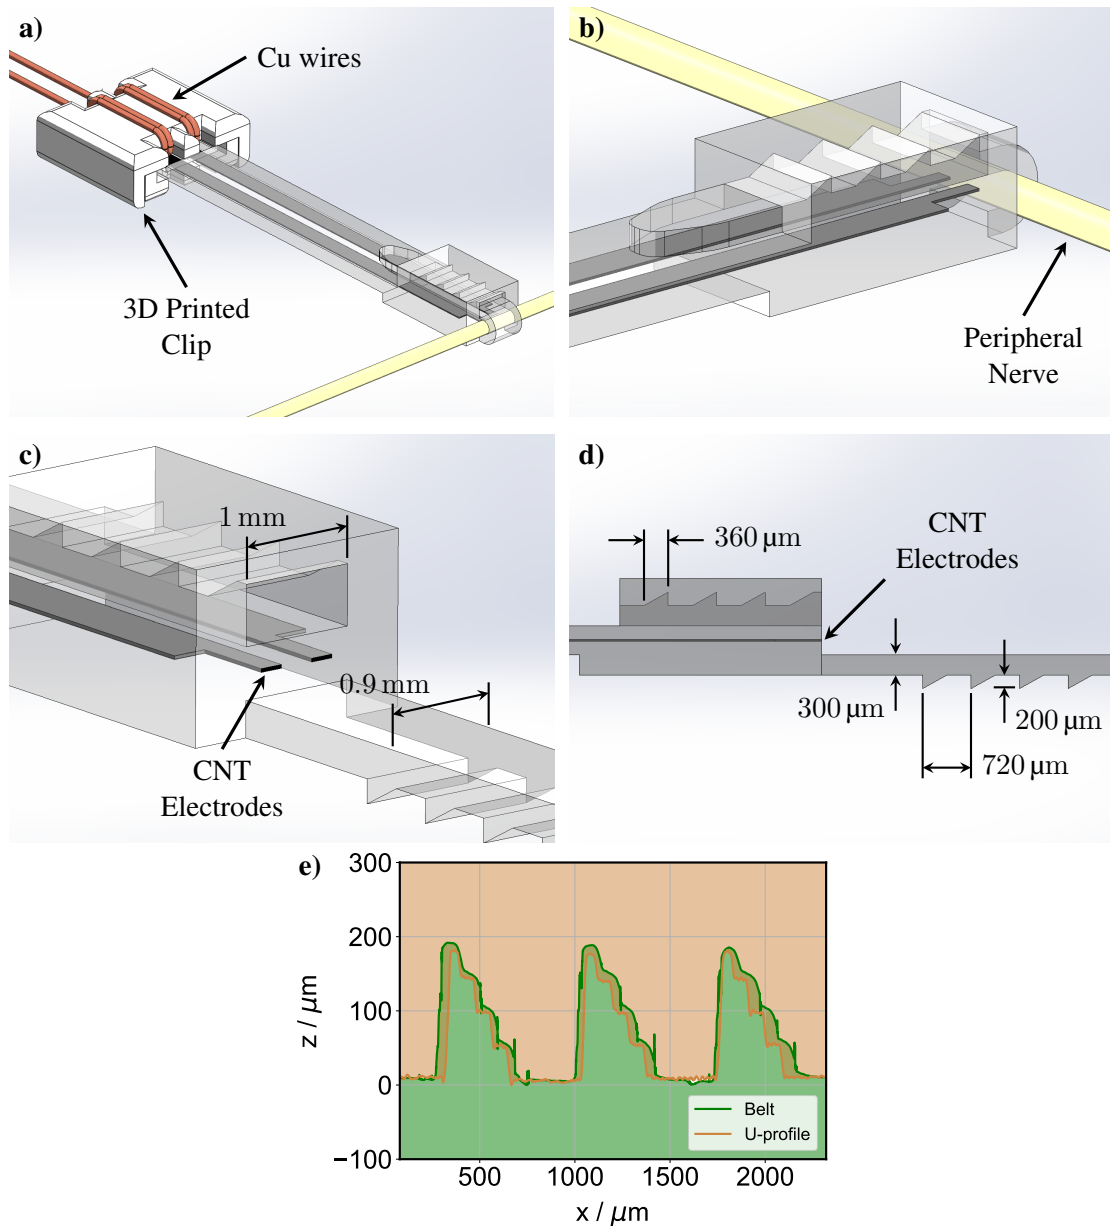 a)
Cu wires
3D Printed
Clip
b)
Peripheral
Nerve
c)
1 mm
0.9 mm
CNT
Electrodes
d)
360 µm
CNT
Electrodes
300 µm
200 µm
720 µm
e)
300
200
100
0
−100
z / µm
500
1000
1500
2000
x / µm
Belt
U-profile